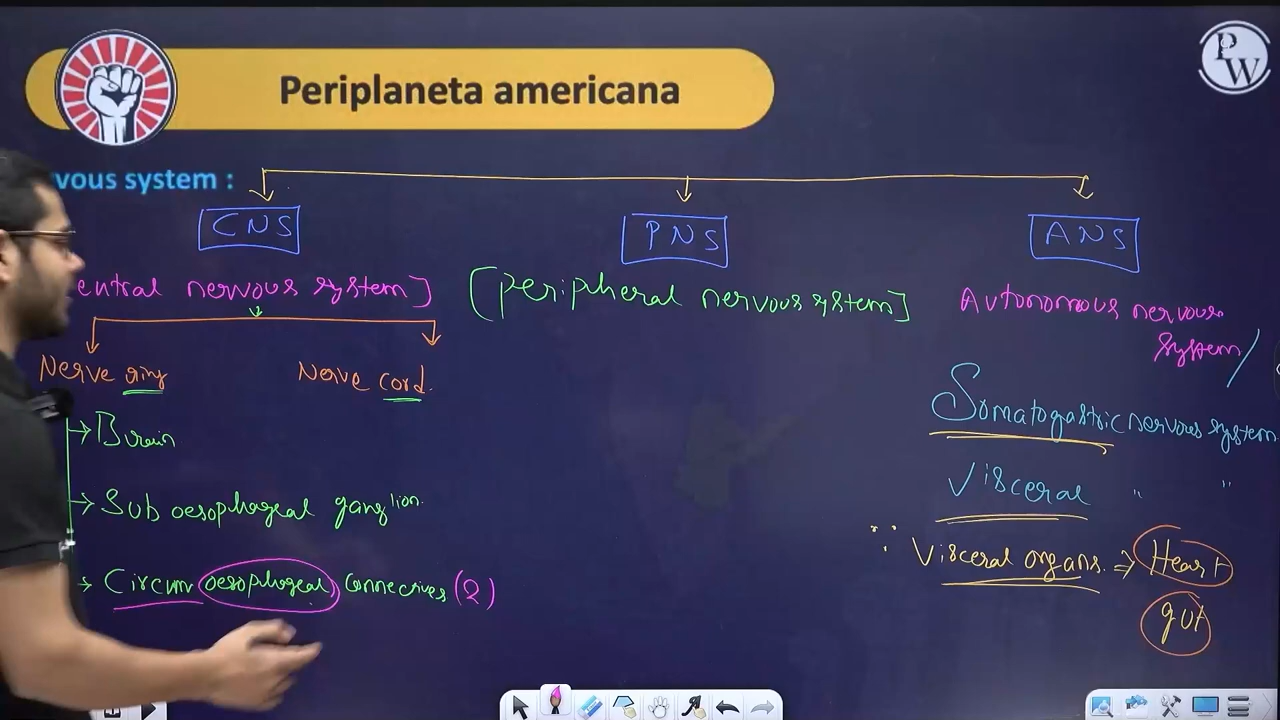 Periplaneta americana
PW
vous system :
CNS
PNS
ANS
entral nervous system]
[peripheral nervous system]
Autonomous nervous
system/
Nerve ring
Nerve cord.
Somatogastric nervous system
Brain
Visceral " "
Sub oesophageal ganglion.
∵ Visceral organs. ⇒ Heart
→ Circum oesophageal connectives (2)
gut